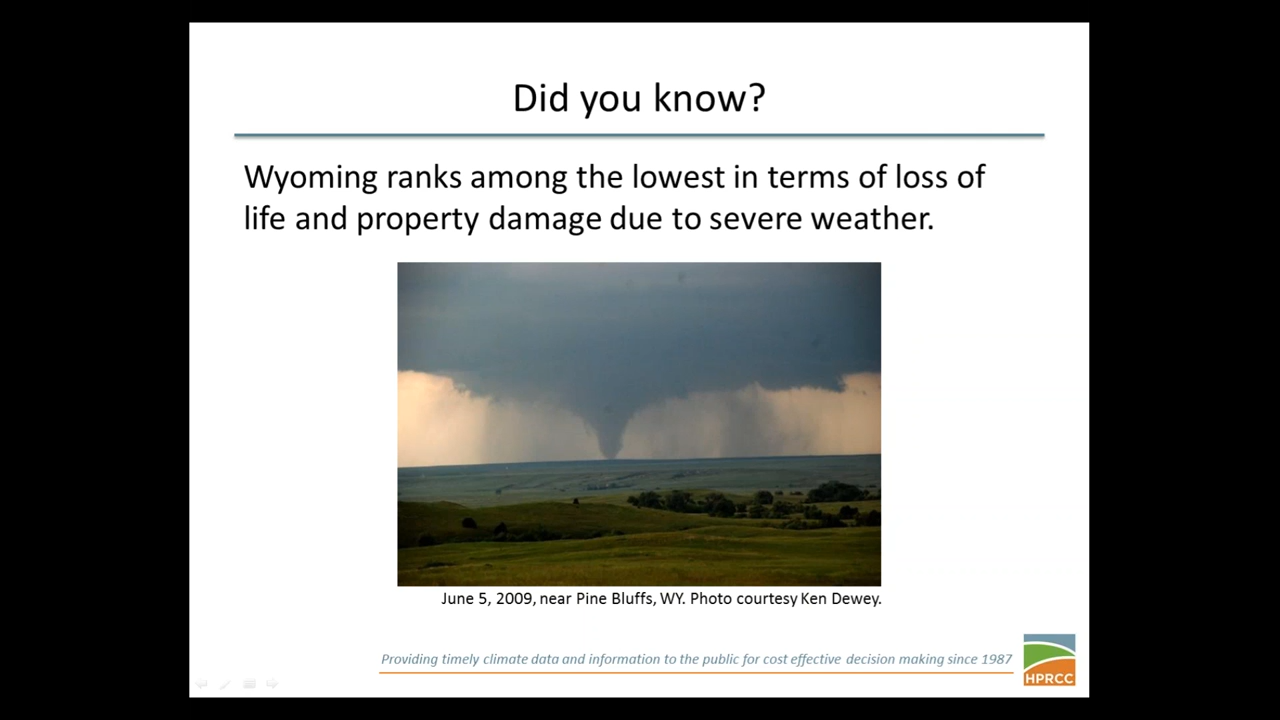 Did you know?
Wyoming ranks among the lowest in terms of loss of
life and property damage due to severe weather.
June 5, 2009, near Pine Bluffs, WY. Photo courtesy Ken Dewey.
Providing timely climate data and information to the public for cost effective decision making since 1987
HPRCC